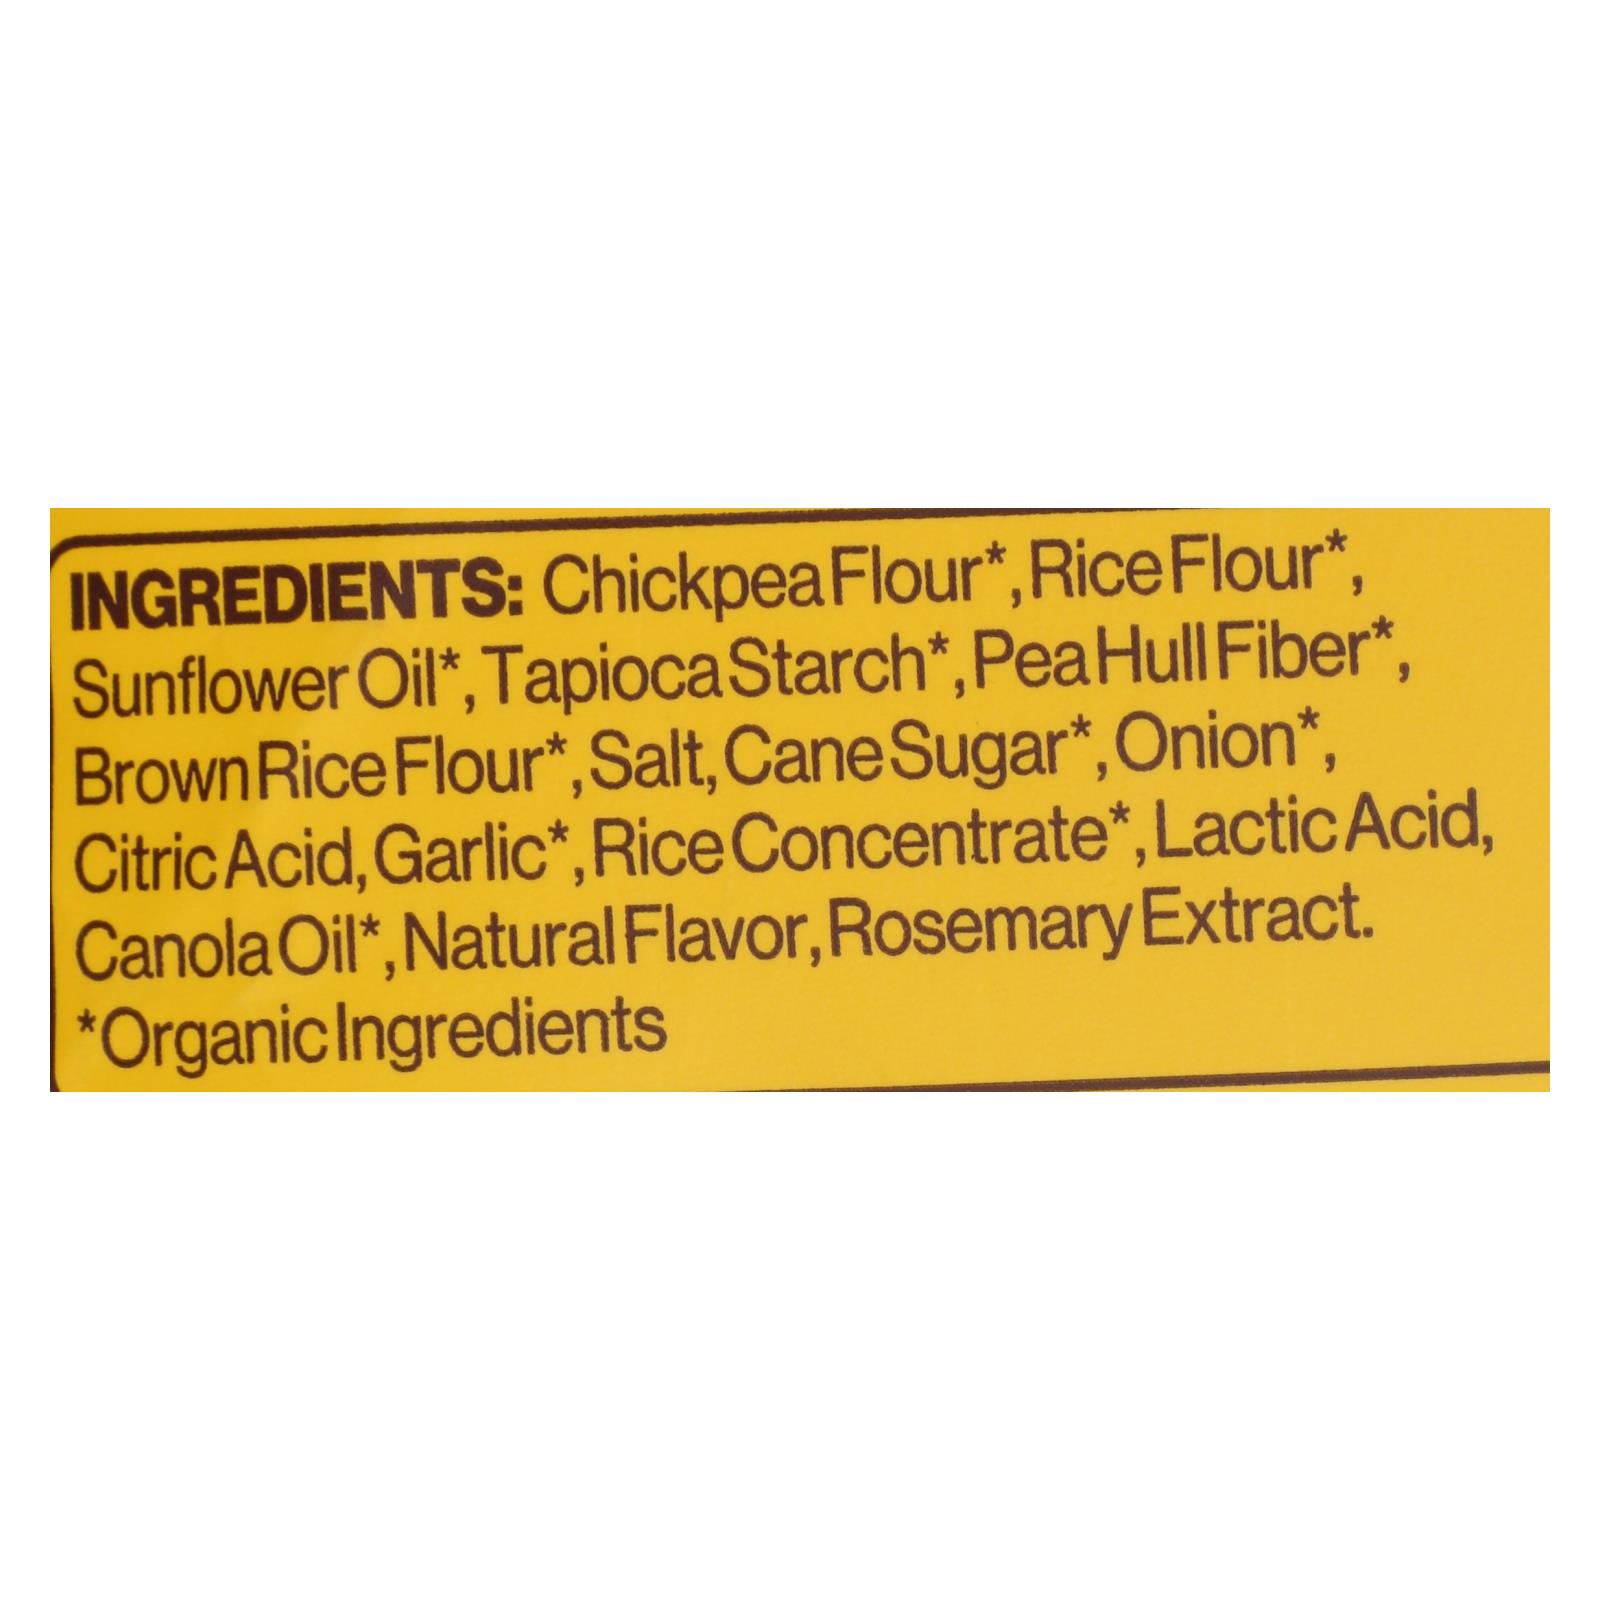 INGREDIENTS: Chickpea Flour*, Rice Flour*,
Sunflower Oil*, Tapioca Starch*, Pea Hull Fiber*,
Brown Rice Flour*, Salt, Cane Sugar*, Onion*,
Citric Acid, Garlic*, Rice Concentrate*, Lactic Acid,
Canola Oil*, Natural Flavor, Rosemary Extract.
*Organic Ingredients